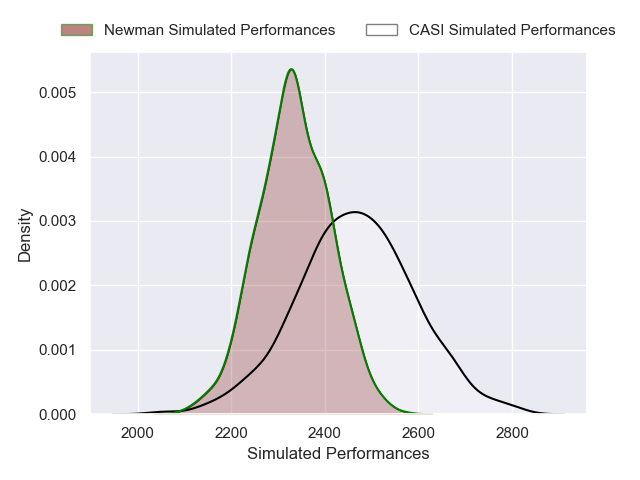 Newman Simulated Performances CASI Simulated Performances
0.005
0.004
0.003
0.002
0.001
0.000
Density
2000 2200 2400 2600 2800
Simulated Performances